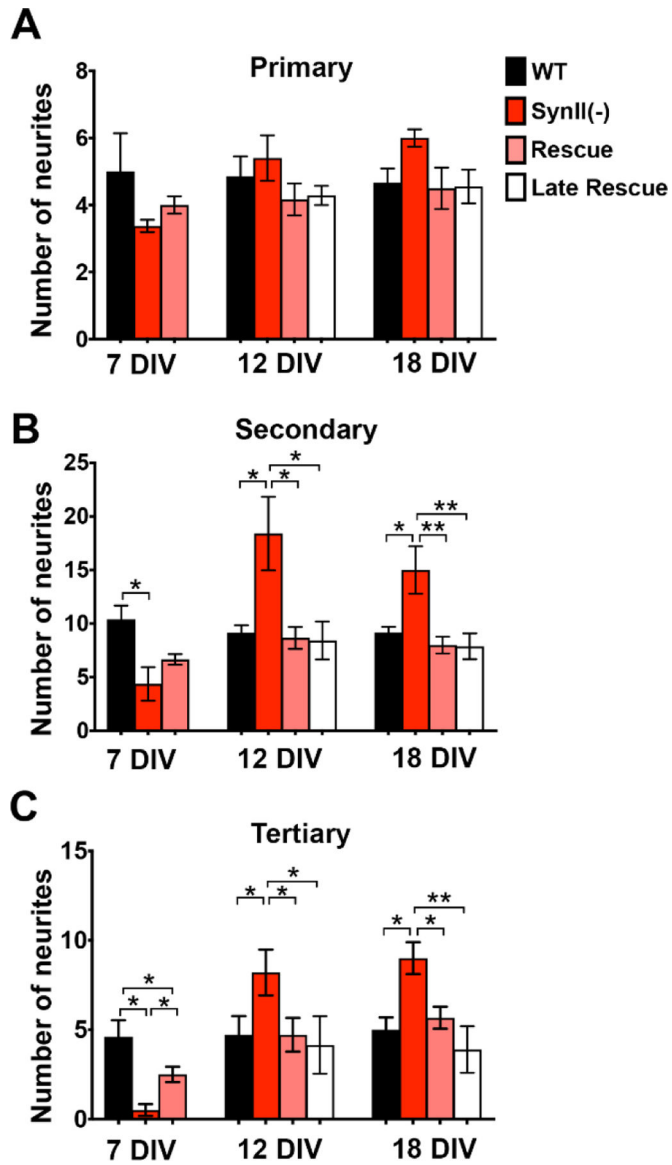 A
Primary
WT
SynII(-)
Rescue
Late Rescue
Number of neurites
8
6
4
2
0
7 DIV 12 DIV 18 DIV
B
Secondary
Number of neurites
25
20
15
10
5
0
* * * * * ** **
7 DIV 12 DIV 18 DIV
C
Tertiary
Number of neurites
15
10
5
0
* * * * * * * * **
7 DIV 12 DIV 18 DIV